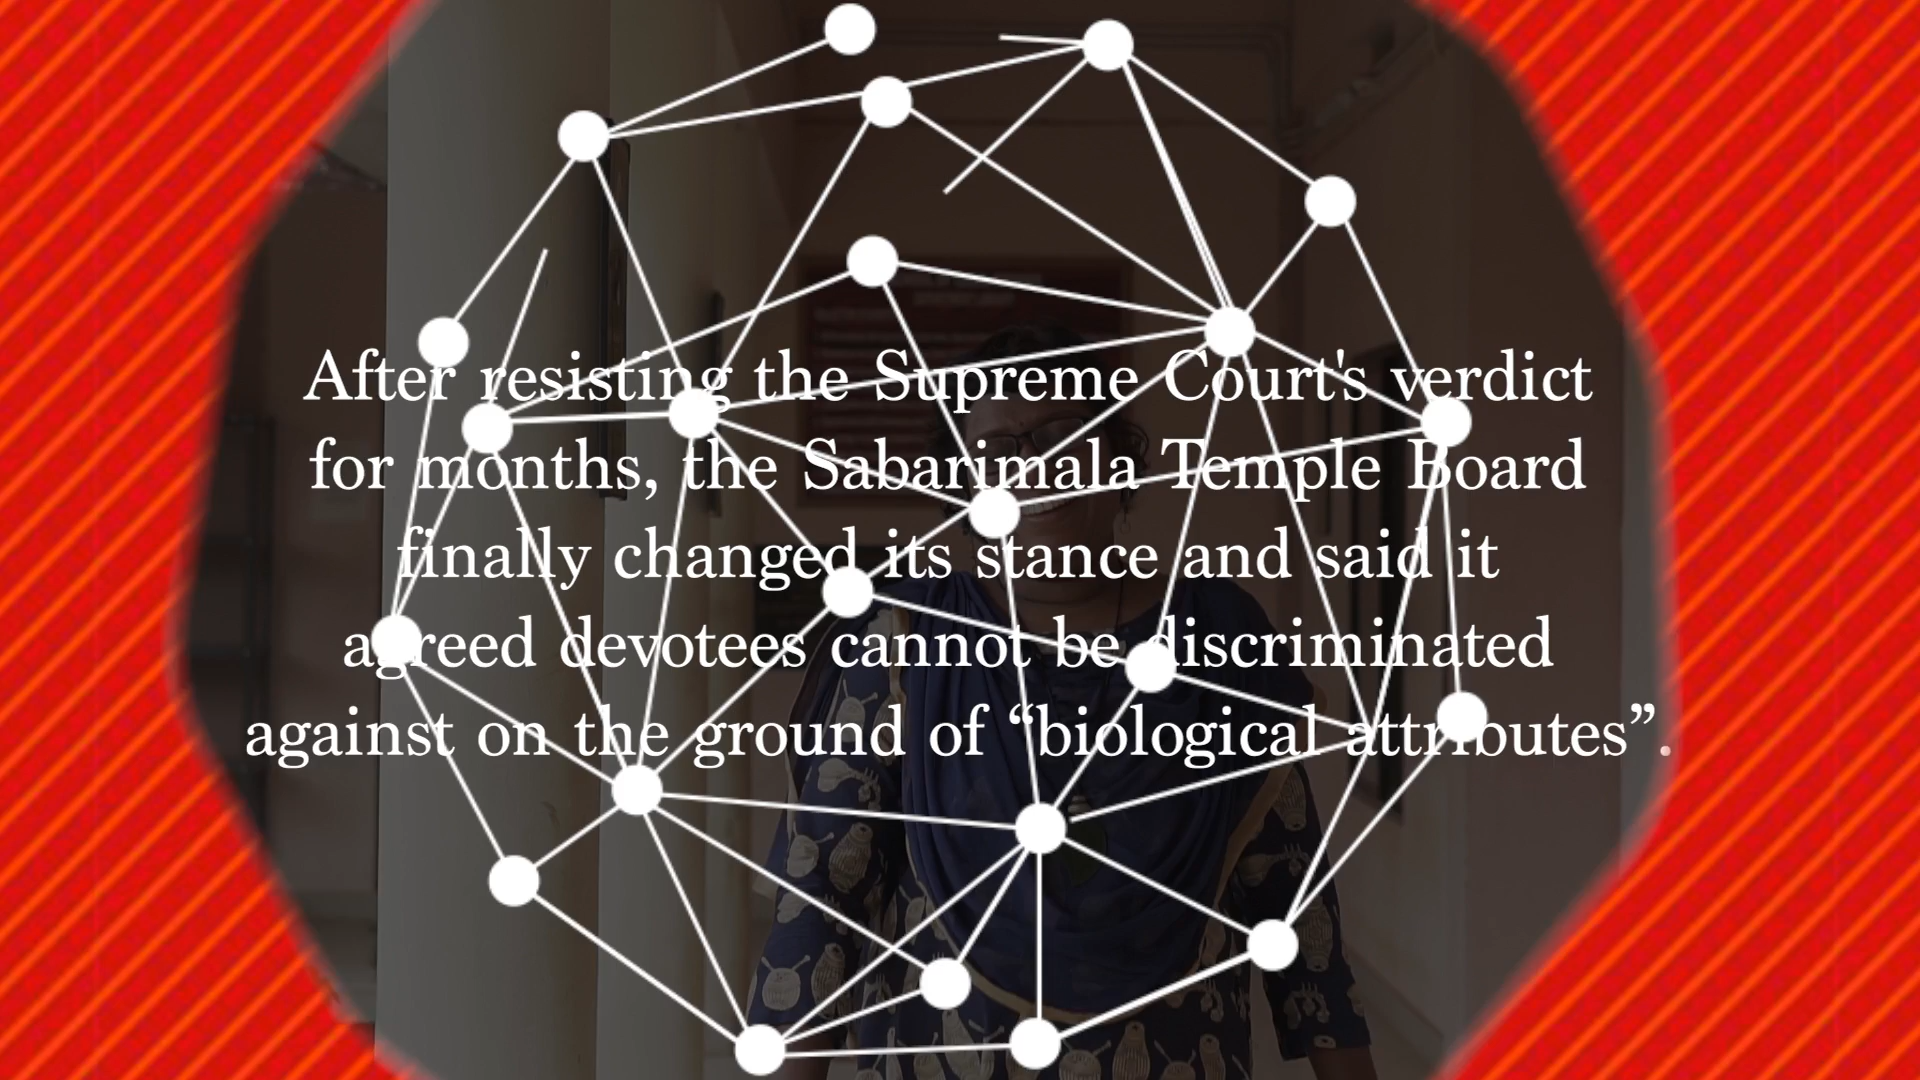 After resisting the Supreme Court's verdict
for months, the Sabarimala Temple Board
finally changed its stance and said it
agreed devotees cannot be discriminated
against on the ground of “biological attributes”.